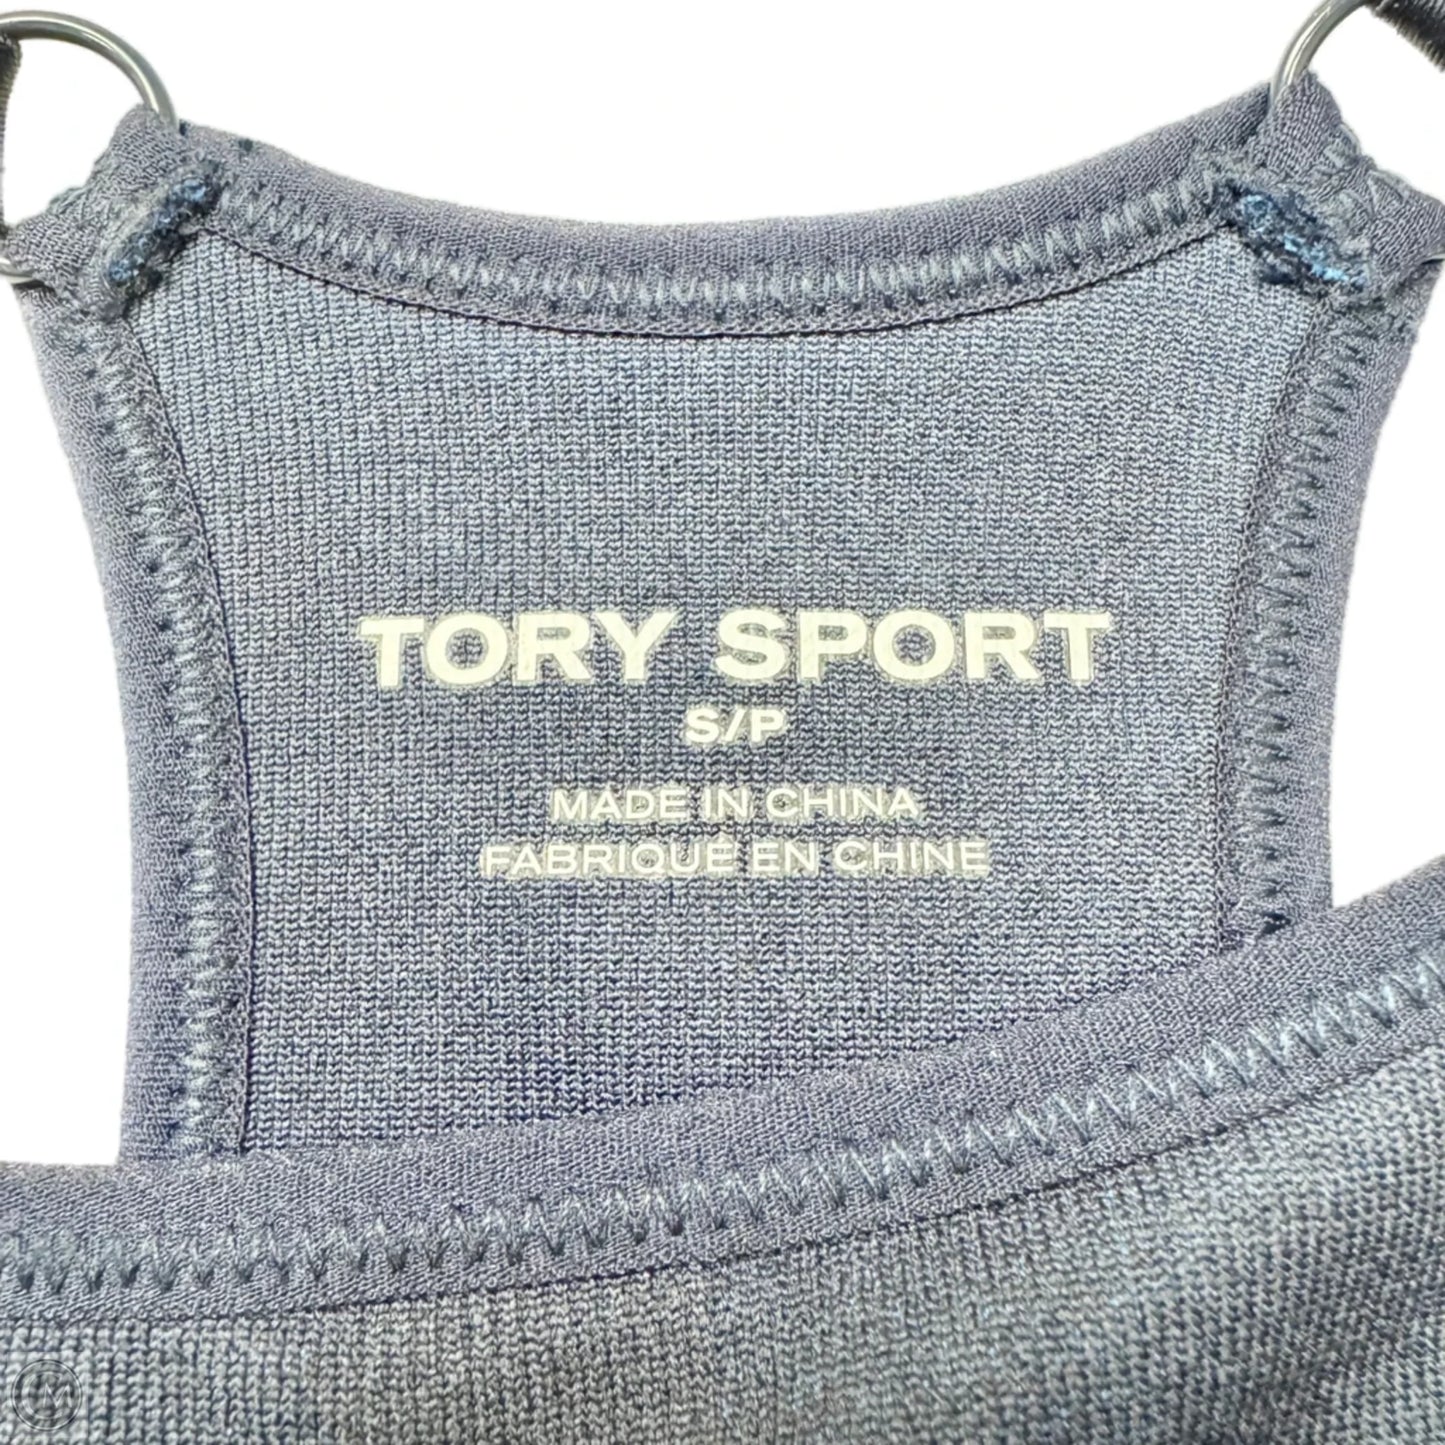 TORY SPORT
S/P
MADE IN CHINA
FABRIQUÉ EN CHINE